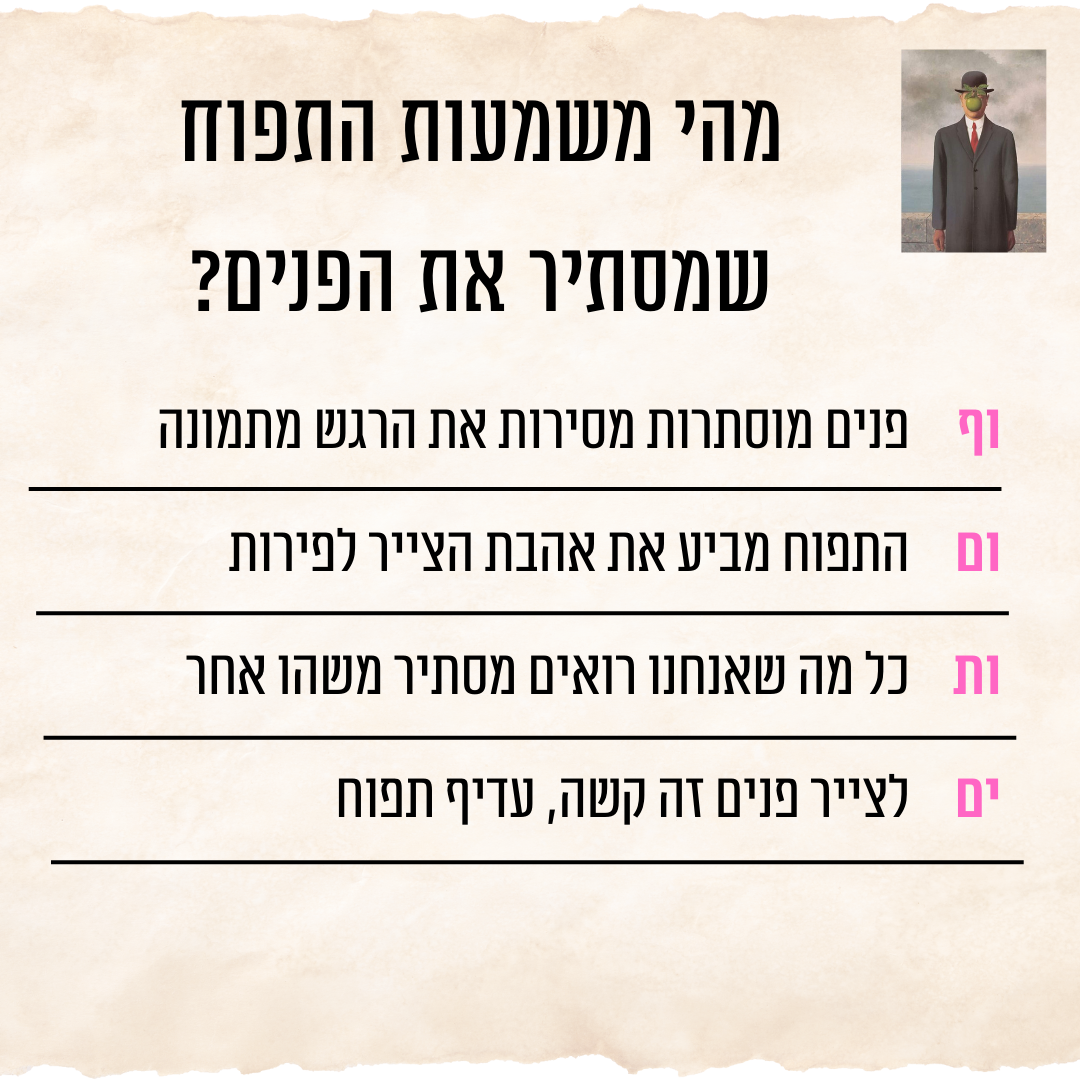 מהי משמעות התפוח
שמסתיר את הפנים?
וף פנים מוסתרות מסירות את הרגש מתמונה
ום התפוח מביע את אהבת הצייר לפירות
ות כל מה שאנחנו רואים מסתיר משהו אחר
ים לצייר פנים זה קשה, עדיף תפוח